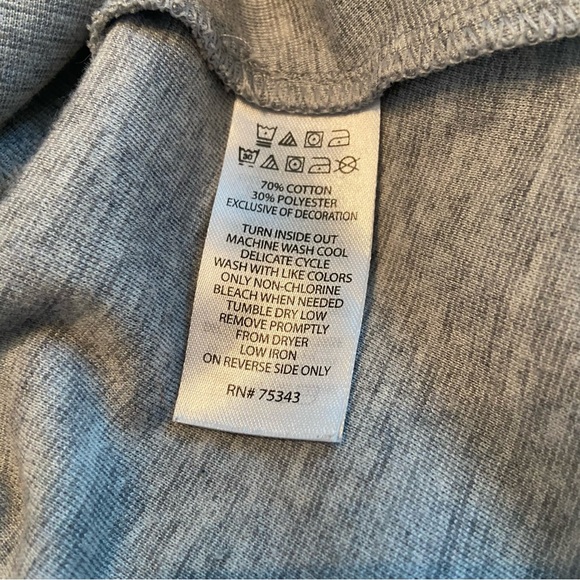 30
70% COTTON
30% POLYESTER
EXCLUSIVE OF DECORATION
TURN INSIDE OUT
MACHINE WASH COOL
DELICATE CYCLE
WASH WITH LIKE COLORS
ONLY NON-CHLORINE
BLEACH WHEN NEEDED
TUMBLE DRY LOW
REMOVE PROMPTLY
FROM DRYER
LOW IRON
ON REVERSE SIDE ONLY
RN# 75343